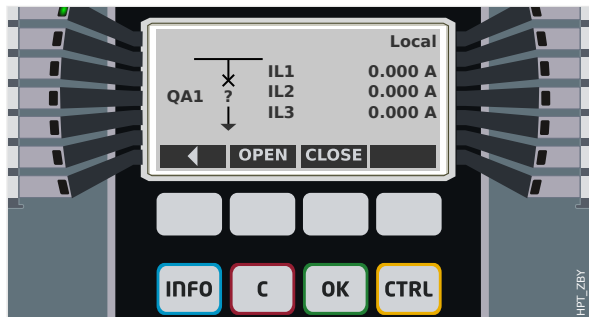 Local
IL1 0.000 A
QA1 ? IL2 0.000 A
IL3 0.000 A
OPEN CLOSE
INFO C OK CTRL
HPT_ZBY